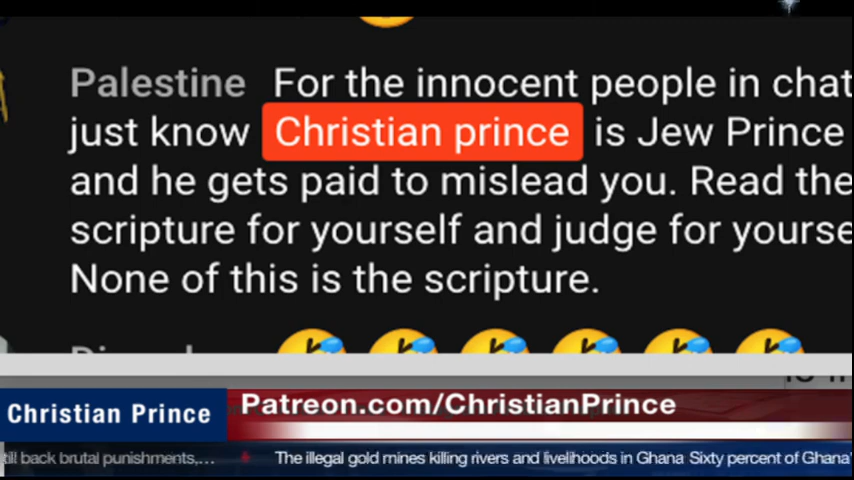 Palestine For the innocent people in chat
just know Christian prince is Jew Prince
and he gets paid to mislead you. Read the
scripture for yourself and judge for yourse
None of this is the scripture.
Christian Prince
Patreon.com/ChristianPrince
till back brutal punishments,...
The illegal gold mines killing rivers and livelihoods in Ghana Sixty percent of Ghana'